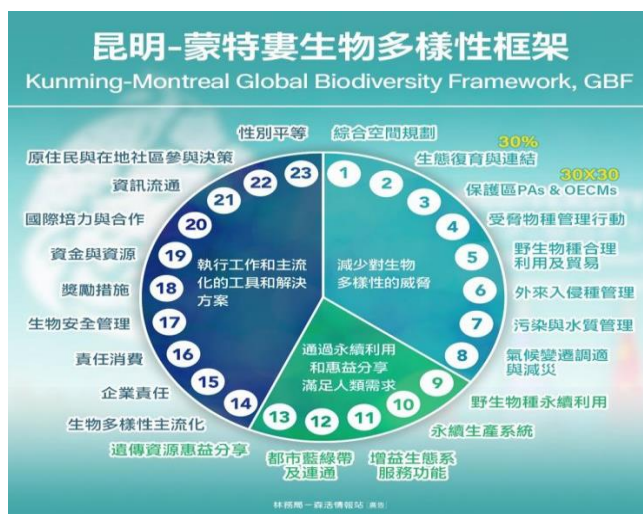 昆明-蒙特婁生物多樣性框架
Kunming-Montreal Global Biodiversity Framework, GBF
性別平等
綜合空間規劃
30%
生態復育與連結
30X30
保護區PAs & OECMs
受脅物種管理行動
野生物種合理
利用及貿易
外來入侵種管理
污染與水質管理
氣候變遷調適
與減災
野生物種永續利用
永續生產系統
增益生態系
服務功能
都市藍綠帶
及連通
遺傳資源惠益分享
生物多樣性主流化
企業責任
責任消費
生物安全管理
獎勵措施
資金與資源
國際培力與合作
資訊流通
原住民與在地社區參與決策
1
2
3
4
5
6
7
8
9
10
11
12
13
14
15
16
17
18
19
20
21
22
23
減少對生物
多樣性的威脅
通過永續利用
和惠益分享
滿足人類需求
執行工作和主流
化的工具和解決
方案
林務局－森活情報站